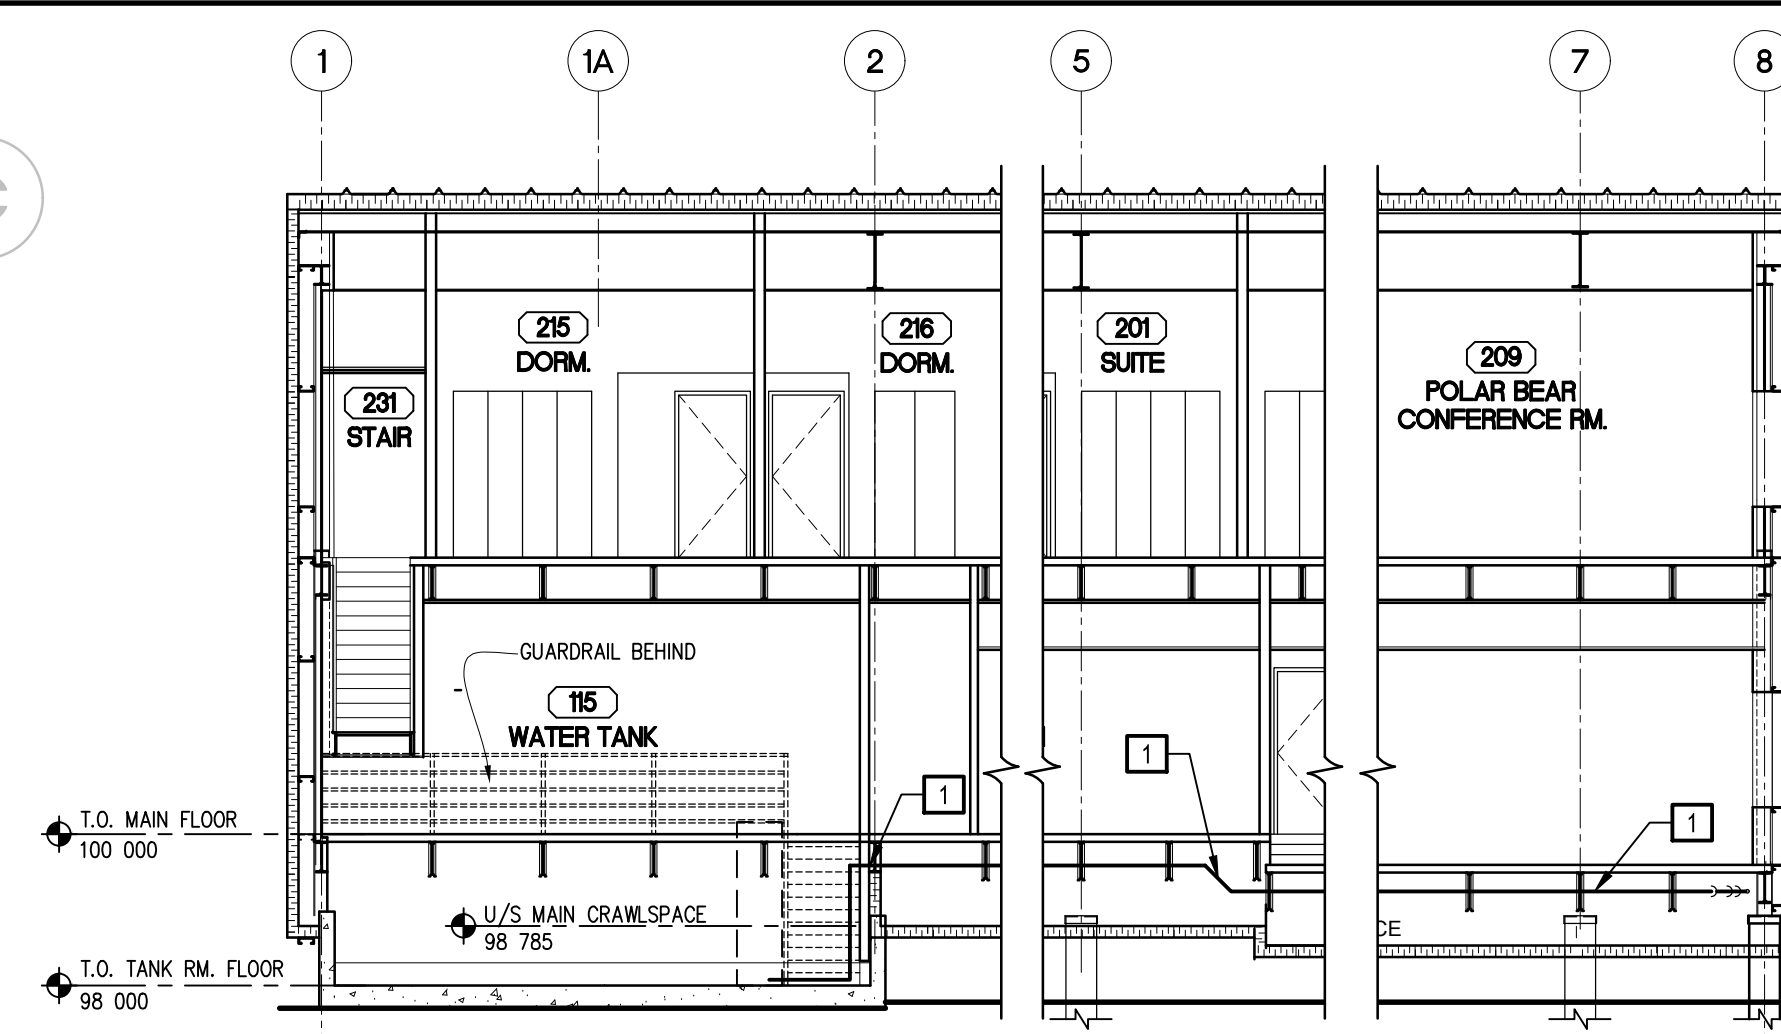 1
1A
2
5
7
8
C
215
DORM.
216
DORM.
201
SUITE
209
POLAR BEAR
CONFERENCE RM.
231
STAIR
GUARDRAIL BEHIND
115
WATER TANK
1
1
1
T.O. MAIN FLOOR
100 000
U/S MAIN CRAWLSPACE
98 785
CE
T.O. TANK RM. FLOOR
98 000